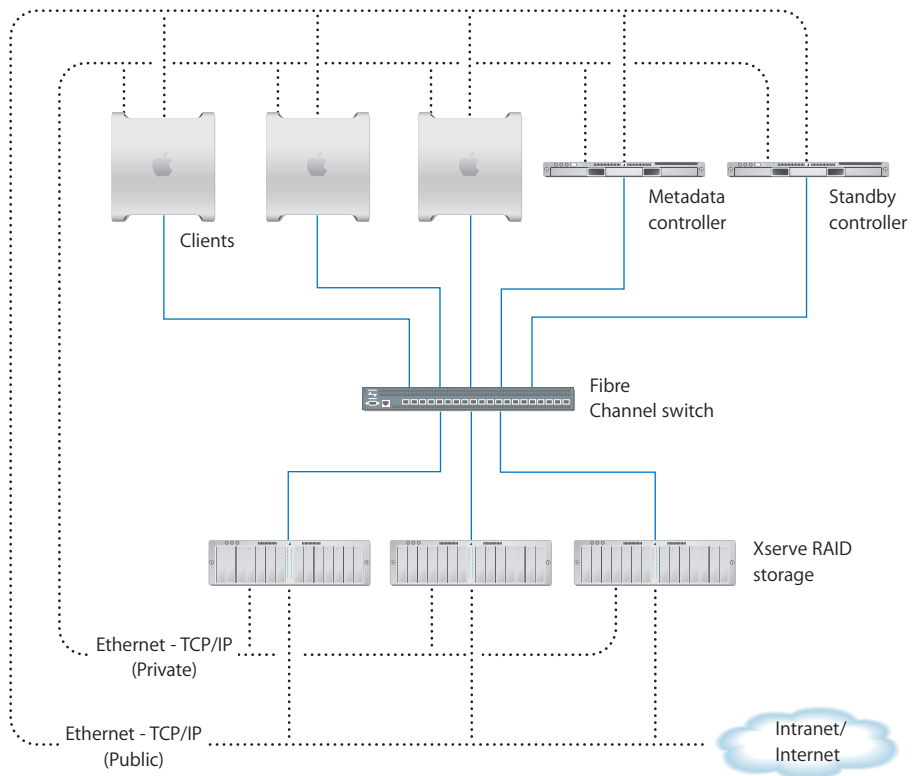 Clients
Metadata
controller
Standby
controller
Fibre
Channel switch
Xserve RAID
storage
Ethernet - TCP/IP
(Private)
Ethernet - TCP/IP
(Public)
Intranet/
Internet